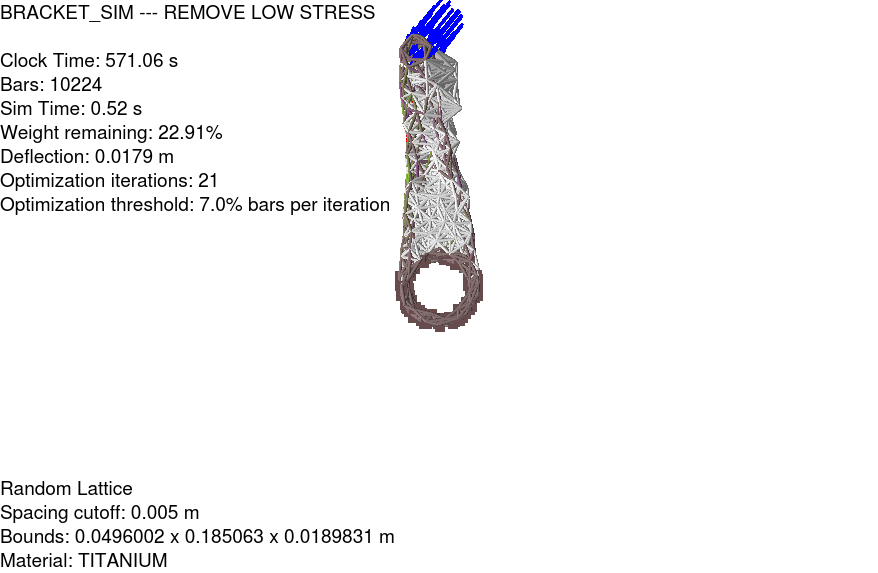 BRACKET_SIM --- REMOVE LOW STRESS
Clock Time: 571.06 s
Bars: 10224
Sim Time: 0.52 s
Weight remaining: 22.91%
Deflection: 0.0179 m
Optimization iterations: 21
Optimization threshold: 7.0% bars per iteration
Random Lattice
Spacing cutoff: 0.005 m
Bounds: 0.0496002 x 0.185063 x 0.0189831 m
Material: TITANIUM